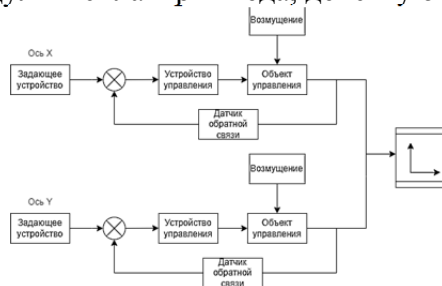 Возмущение
Ось X
Задающее
устройство
Устройство
управления
Объект
управления
Датчик
обратной
связи
Возмущение
Ось Y
Задающее
устройство
Устройство
управления
Объект
управления
Датчик
обратной
связи